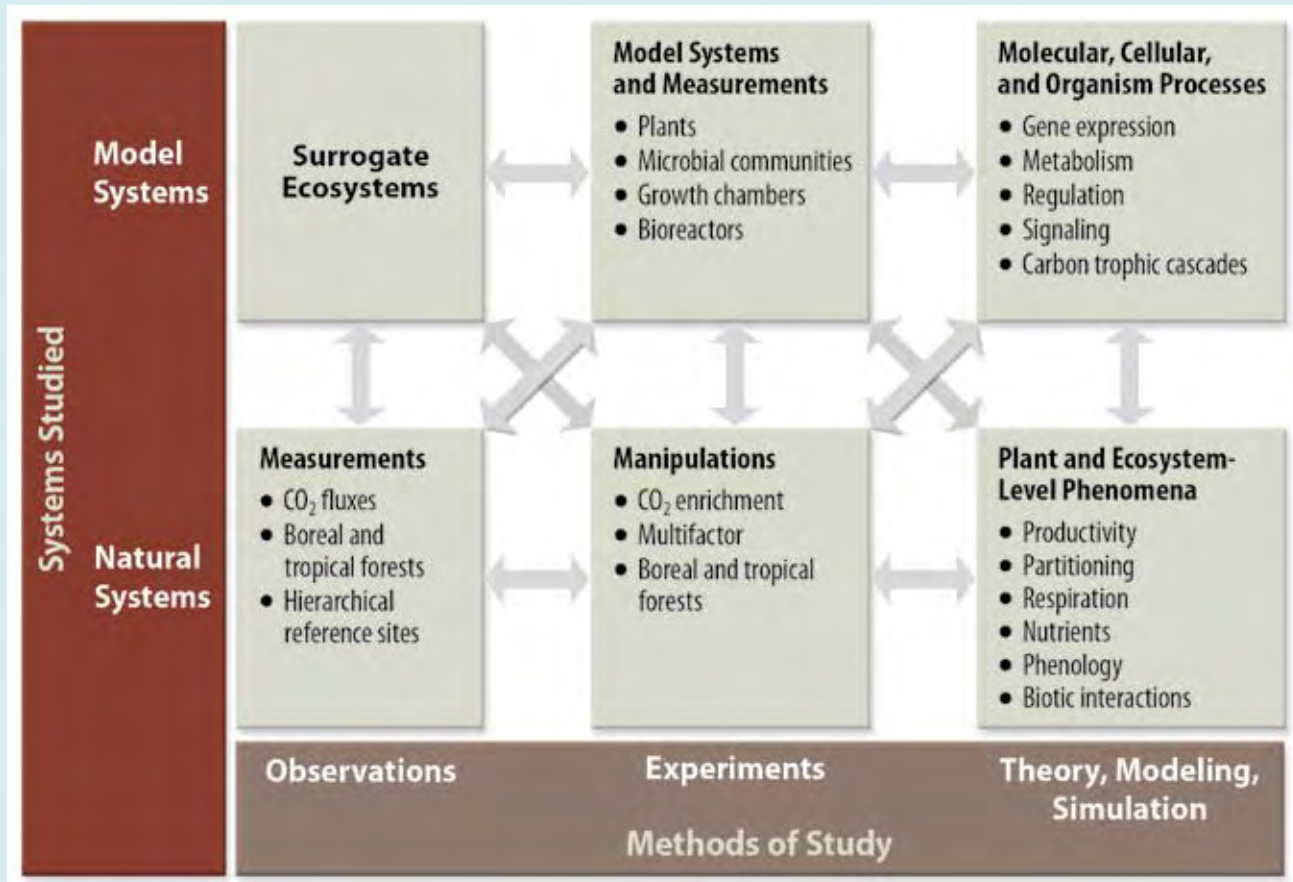 Systems Studied
Model
Systems
Natural
Systems
Surrogate
Ecosystems
Model Systems
and Measurements
• Plants
• Microbial communities
• Growth chambers
• Bioreactors
Molecular, Cellular,
and Organism Processes
• Gene expression
• Metabolism
• Regulation
• Signaling
• Carbon trophic cascades
Measurements
• CO₂ fluxes
• Boreal and
tropical forests
• Hierarchical
reference sites
Manipulations
• CO₂ enrichment
• Multifactor
• Boreal and tropical
forests
Plant and Ecosystem-
Level Phenomena
• Productivity
• Partitioning
• Respiration
• Nutrients
• Phenology
• Biotic interactions
Observations
Experiments
Theory, Modeling,
Simulation
Methods of Study